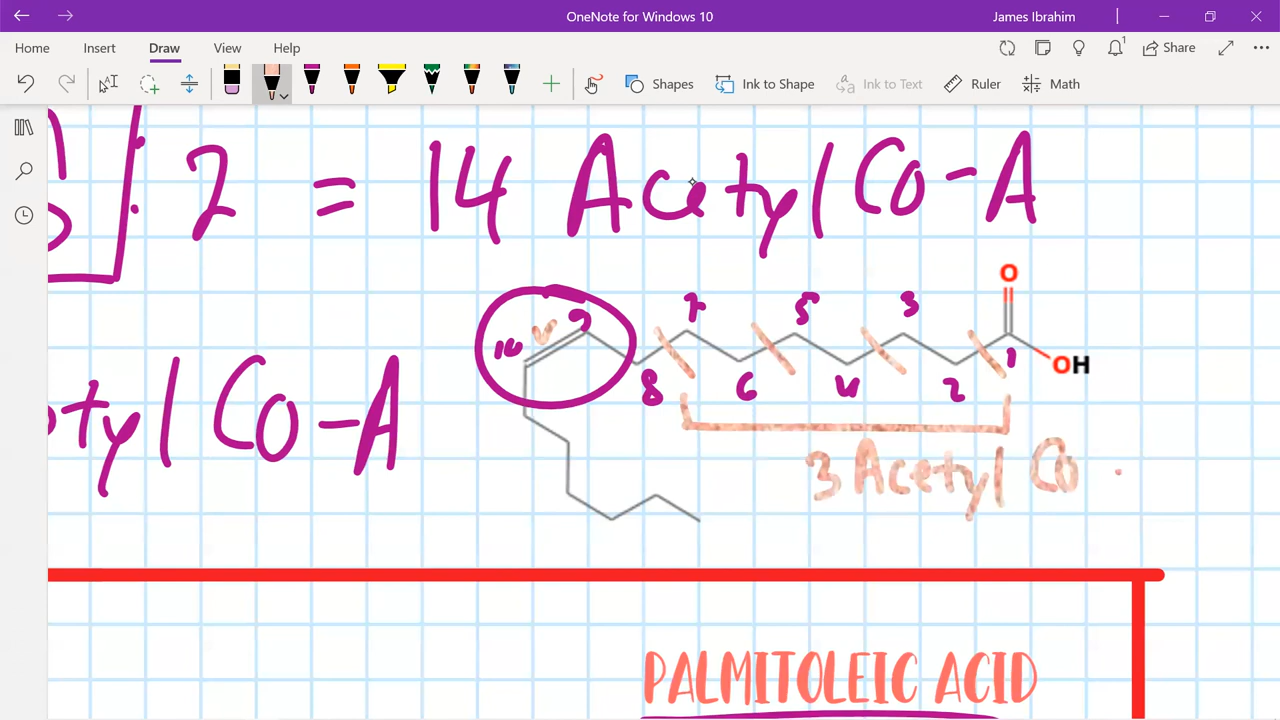 OneNote for Windows 10
James Ibrahim
Home Insert Draw View Help
1
Share
Shapes Ink to Shape Ink to Text Ruler Math
: 2 = 14 Acetyl Co-A
O
7 5 3
9
10
1
OH
8 6 4 2
tyl Co-A
3 Acetyl Co
PALMITOLEIC ACID